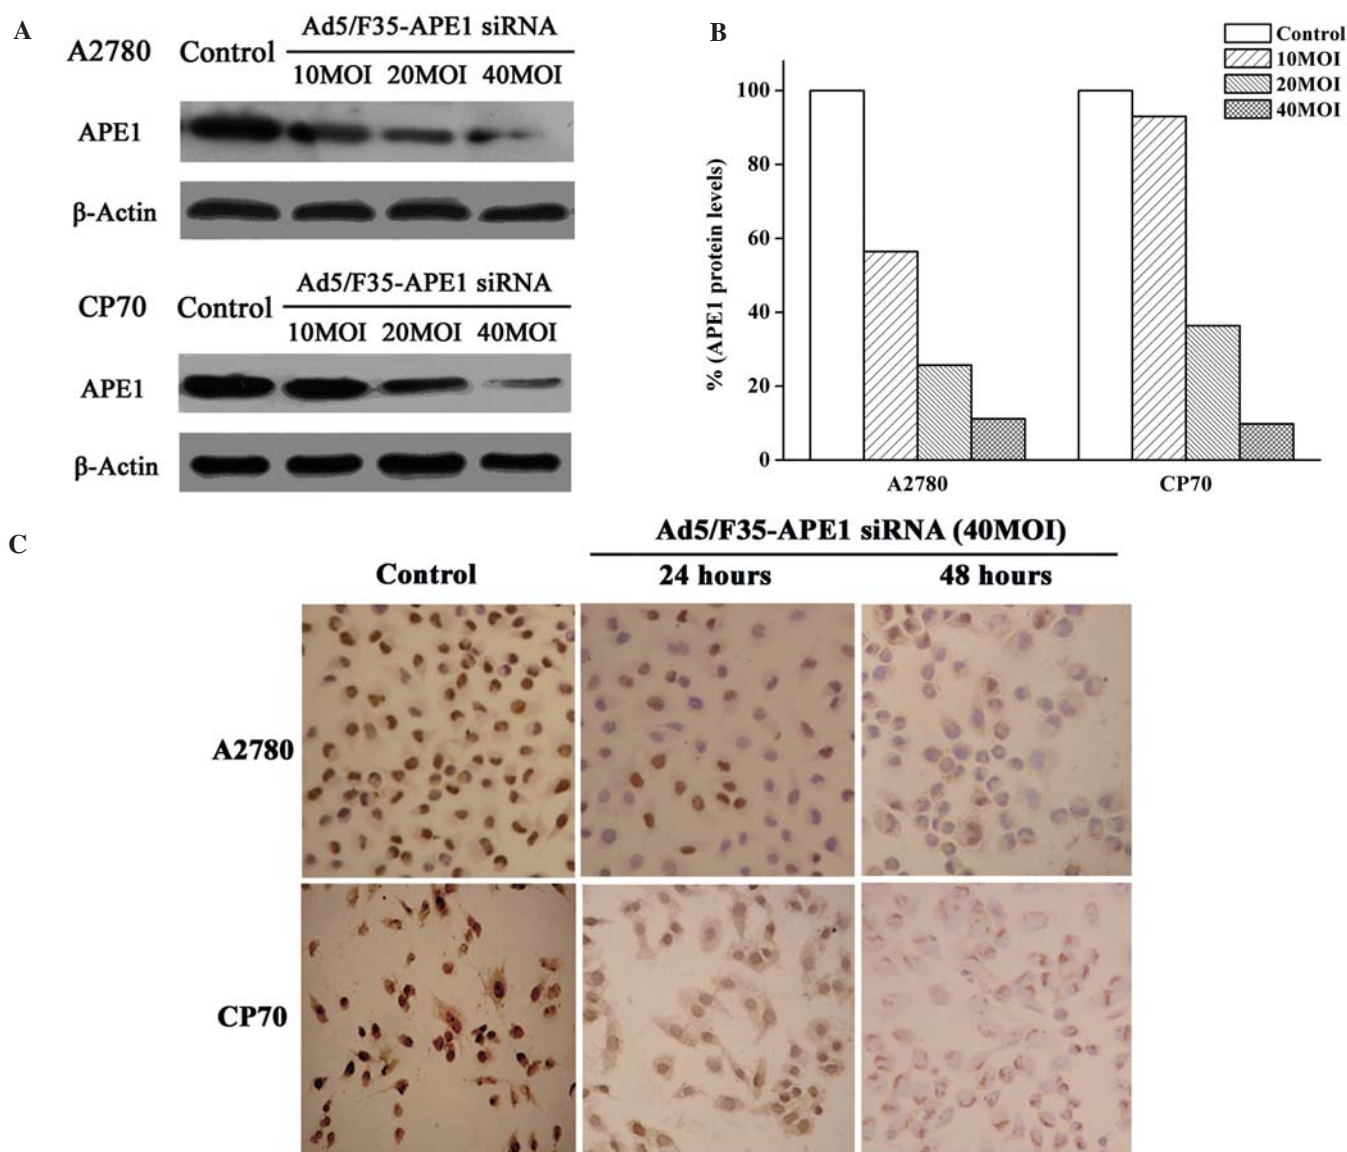 A
A2780 Control Ad5/F35-APE1 siRNA
10MOI 20MOI 40MOI
APE1
β-Actin
CP70 Control Ad5/F35-APE1 siRNA
10MOI 20MOI 40MOI
APE1
β-Actin
B
Control
10MOI
20MOI
40MOI
% (APE1 protein levels)
100
80
60
40
20
0
A2780 CP70
C
Ad5/F35-APE1 siRNA (40MOI)
Control 24 hours 48 hours
A2780
CP70